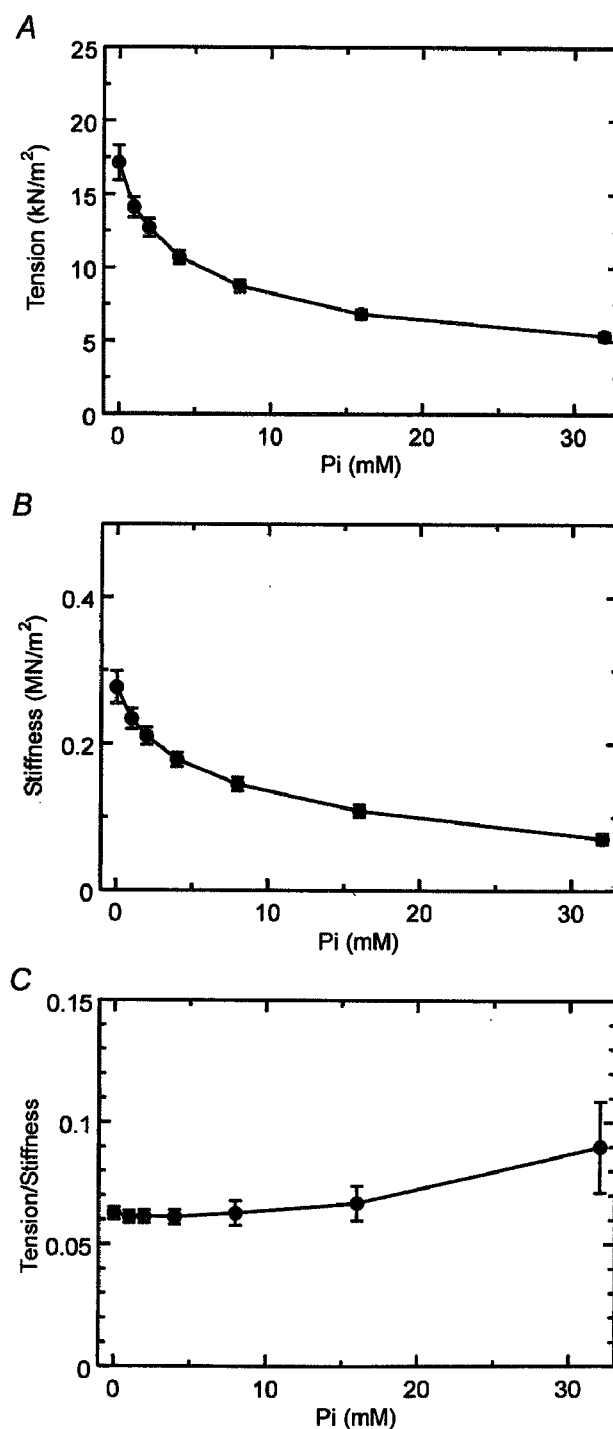 A
25
20
15
10
5
0
Tension (kN/m²)
0 10 20 30
Pi (mM)
B
0.4
0.2
0
Stiffness (MN/m²)
0 10 20 30
Pi (mM)
C
0.15
0.1
0.05
0
Tension/Stiffness
0 10 20 30
Pi (mM)